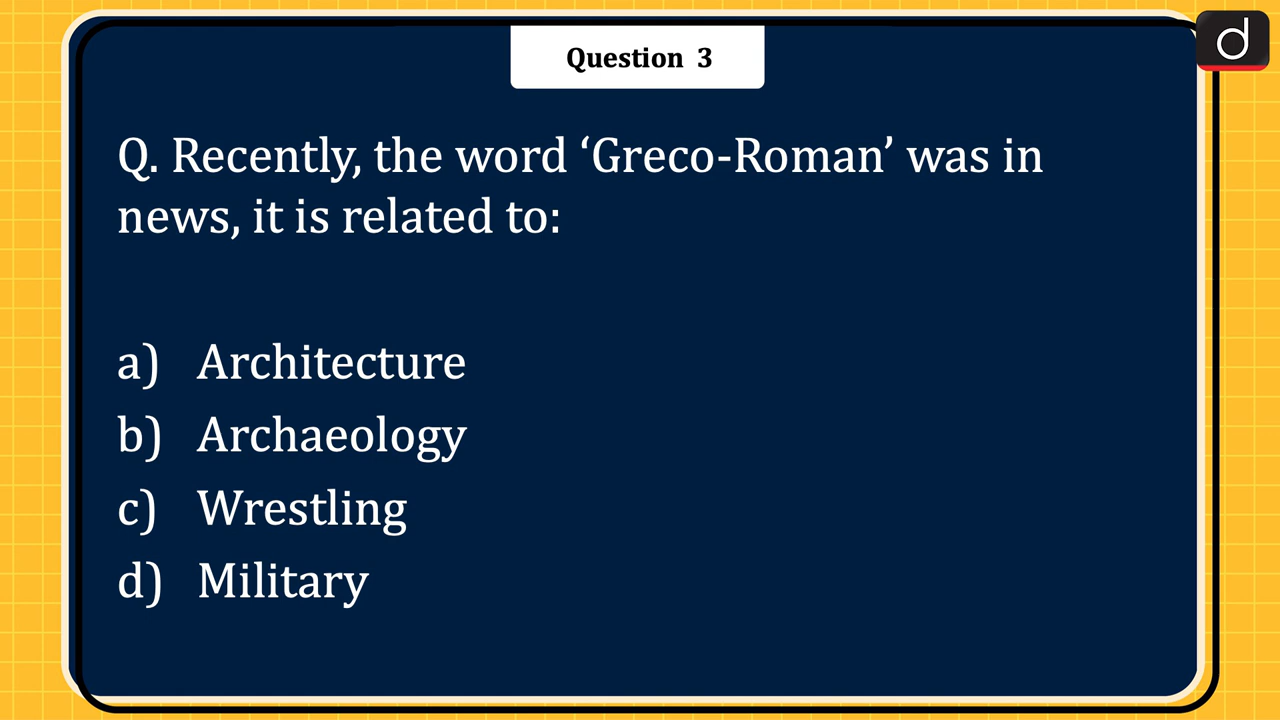 d
Question 3
Q. Recently, the word ‘Greco-Roman’ was in
news, it is related to:
a) Architecture
b) Archaeology
c) Wrestling
d) Military